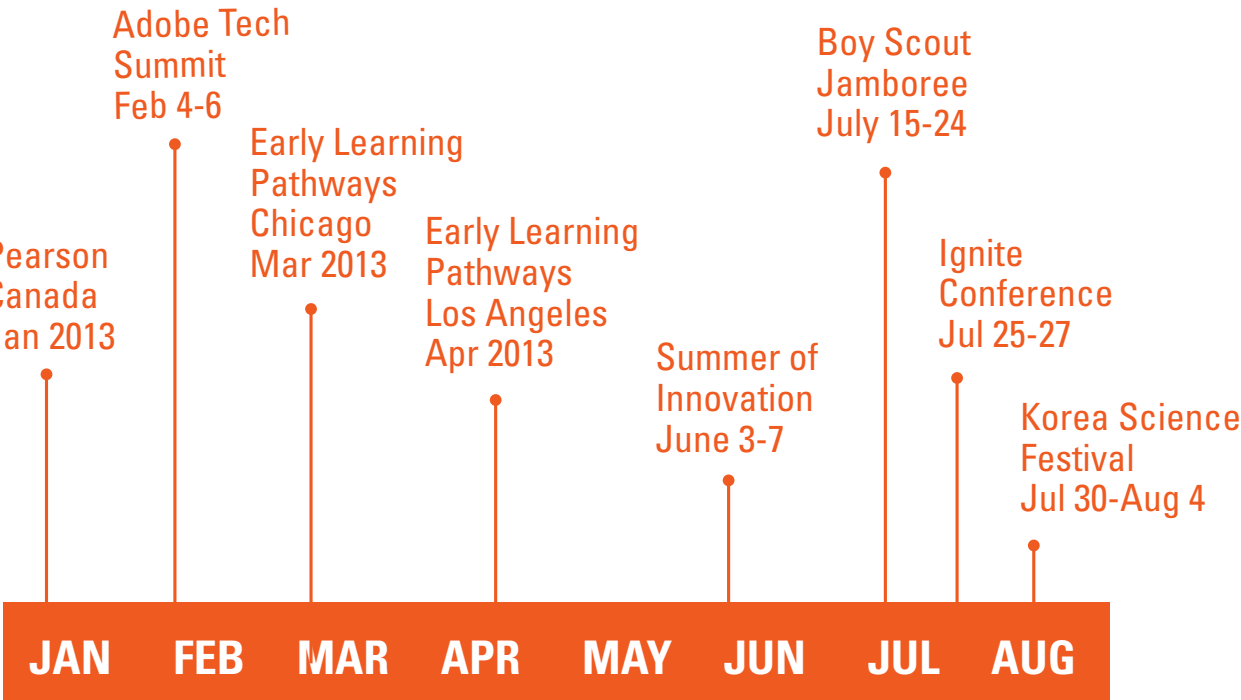 Adobe Tech
Summit
Feb 4-6
Boy Scout
Jamboree
July 15-24
Early Learning
Pathways
Chicago
Mar 2013
Early Learning
Pathways
Los Angeles
Apr 2013
Pearson
Canada
Jan 2013
Ignite
Conference
Jul 25-27
Summer of
Innovation
June 3-7
Korea Science
Festival
Jul 30-Aug 4
JAN FEB MAR APR MAY JUN JUL AUG